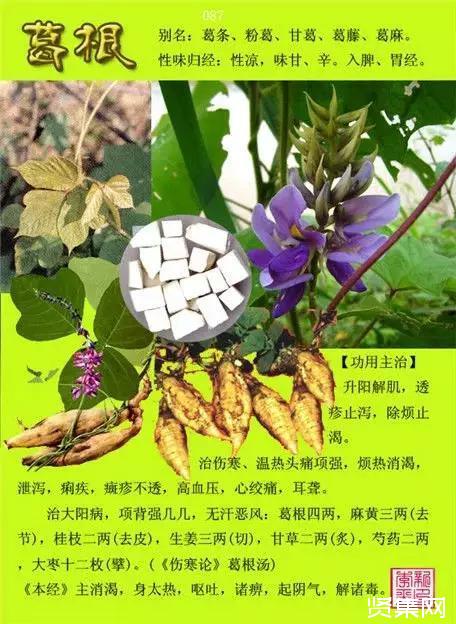 087
葛根
别名：葛条、粉葛、甘葛、葛藤、葛麻。
性味归经：性凉，味甘、辛。入脾、胃经。
【功用主治】
升阳解肌，透
疹止泻，除烦止
渴。
治伤寒、温热头痛项强，烦热消渴，
泄泻，痢疾，癍疹不透，高血压，心绞痛，耳聋。
治太阳病，项背强几几，无汗恶风：葛根四两，麻黄三两(去
节)，桂枝二两(去皮)，生姜三两(切)，甘草二两(炙)，芍药二两
，大枣十二枚(擘)。(《伤寒论》葛根汤)
《本经》主消渴，身太热，呕吐，诸痹，起阴气，解诸毒。
贤集网